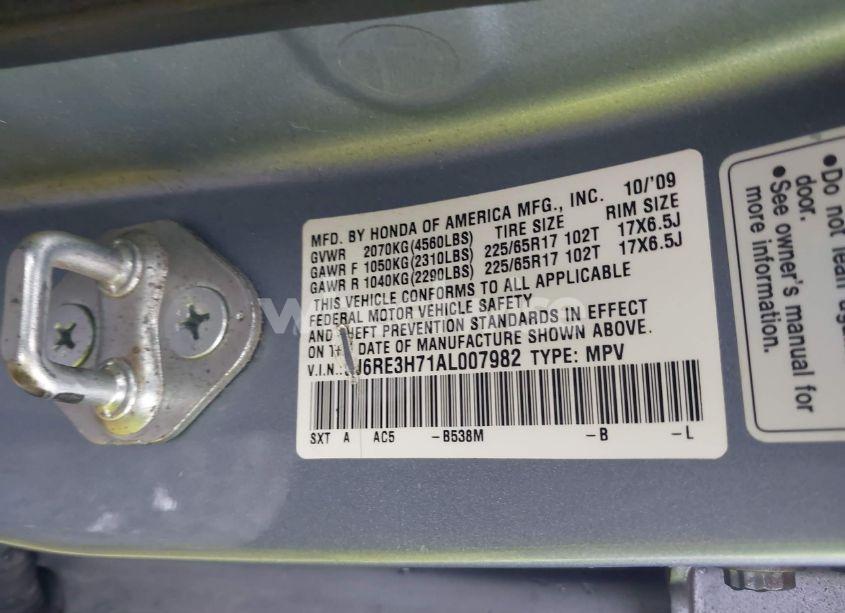 MFD. BY HONDA OF AMERICA MFG., INC. 10/'09
GVWR 2070KG(4560LBS) TIRE SIZE RIM SIZE
GAWR F 1050KG(2310LBS) 225/65R17 102T 17X6.5J
GAWR R 1040KG(2290LBS) 225/65R17 102T 17X6.5J
THIS VEHICLE CONFORMS TO ALL APPLICABLE
FEDERAL MOTOR VEHICLE SAFETY
AND THEFT PREVENTION STANDARDS IN EFFECT
ON THE DATE OF MANUFACTURE SHOWN ABOVE.
V.I.N.: J6RE3H71AL007982 TYPE: MPV
SXT A AC5 -B538M -B -L
• Do not lean
door.
• See owner's manual for
more information.